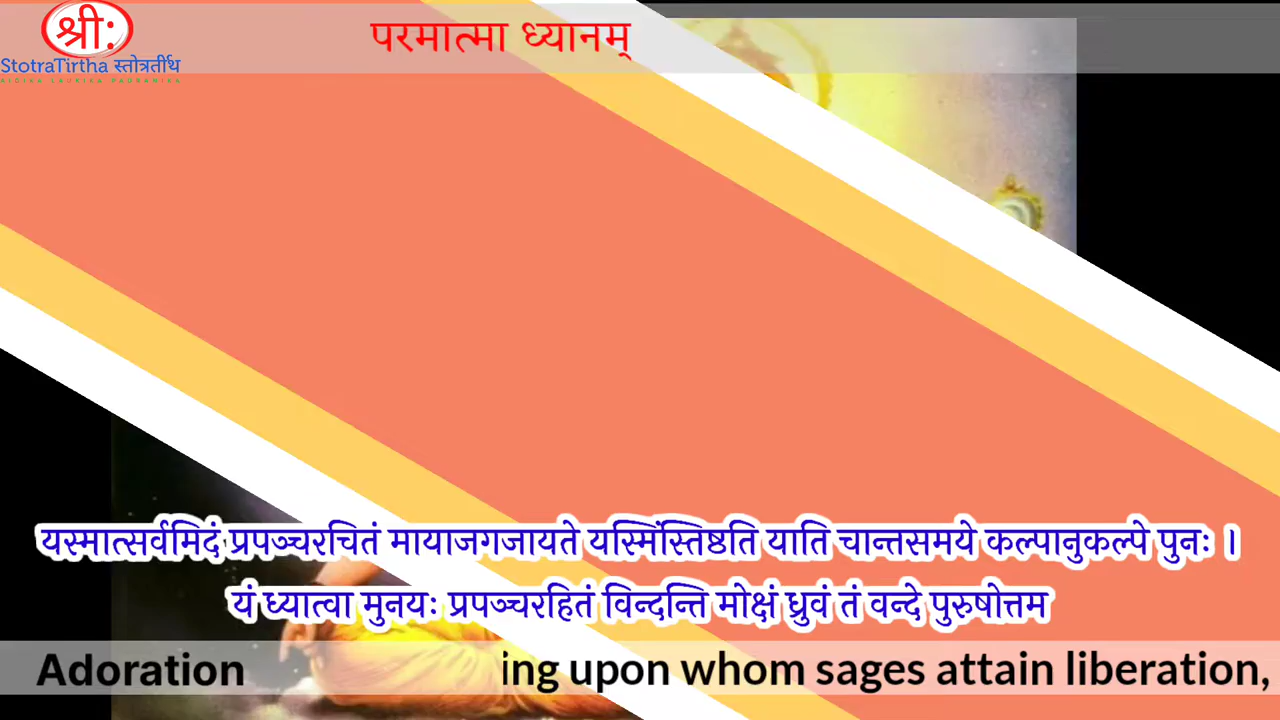 श्रीः
परमात्मा ध्यानम्
StotraTirtha स्तोत्रतीर्थ
यस्मात्सर्वमिदं प्रपञ्चरचितं मायाजगजायते यस्मिंस्तिष्ठति याति चान्तसमये कल्पानुकल्पे पुनः ।
यं ध्यात्वा मुनयः प्रपञ्चरहितं विन्दन्ति मोक्षं ध्रुवं तं वन्दे पुरुषोत्तम
Adoration ing upon whom sages attain liberation,